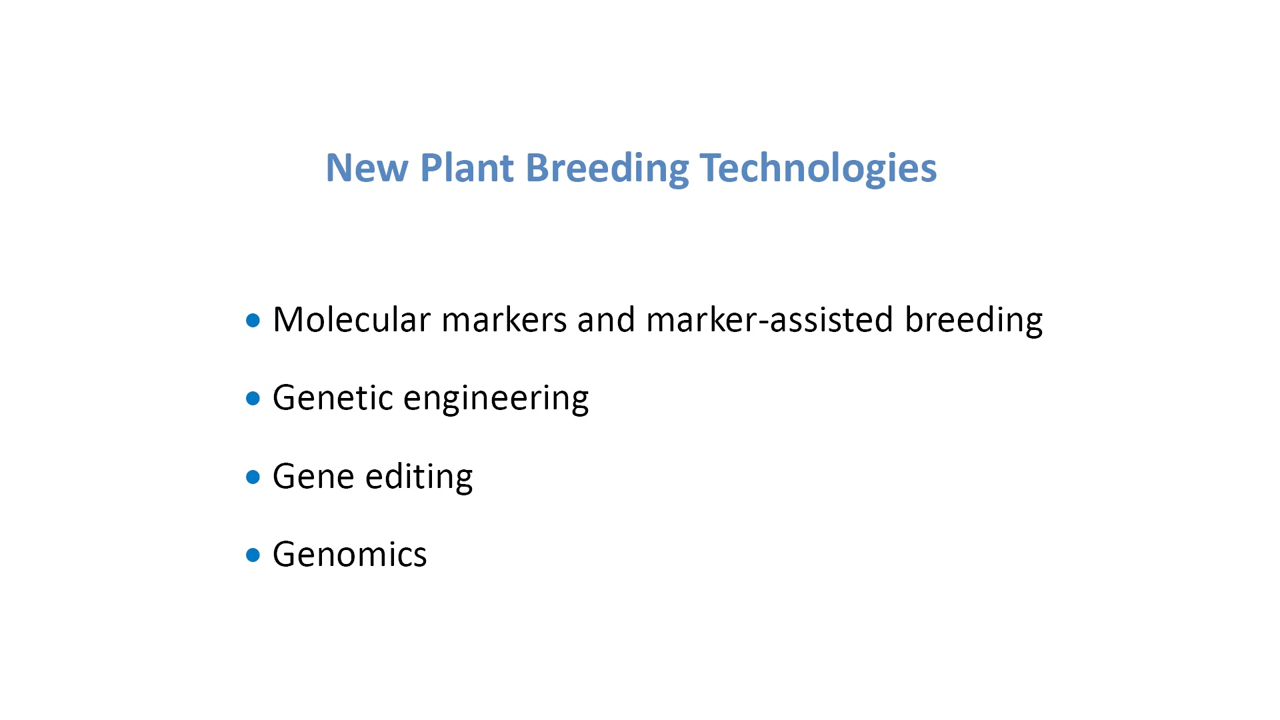 New Plant Breeding Technologies
• Molecular markers and marker-assisted breeding
• Genetic engineering
• Gene editing
• Genomics